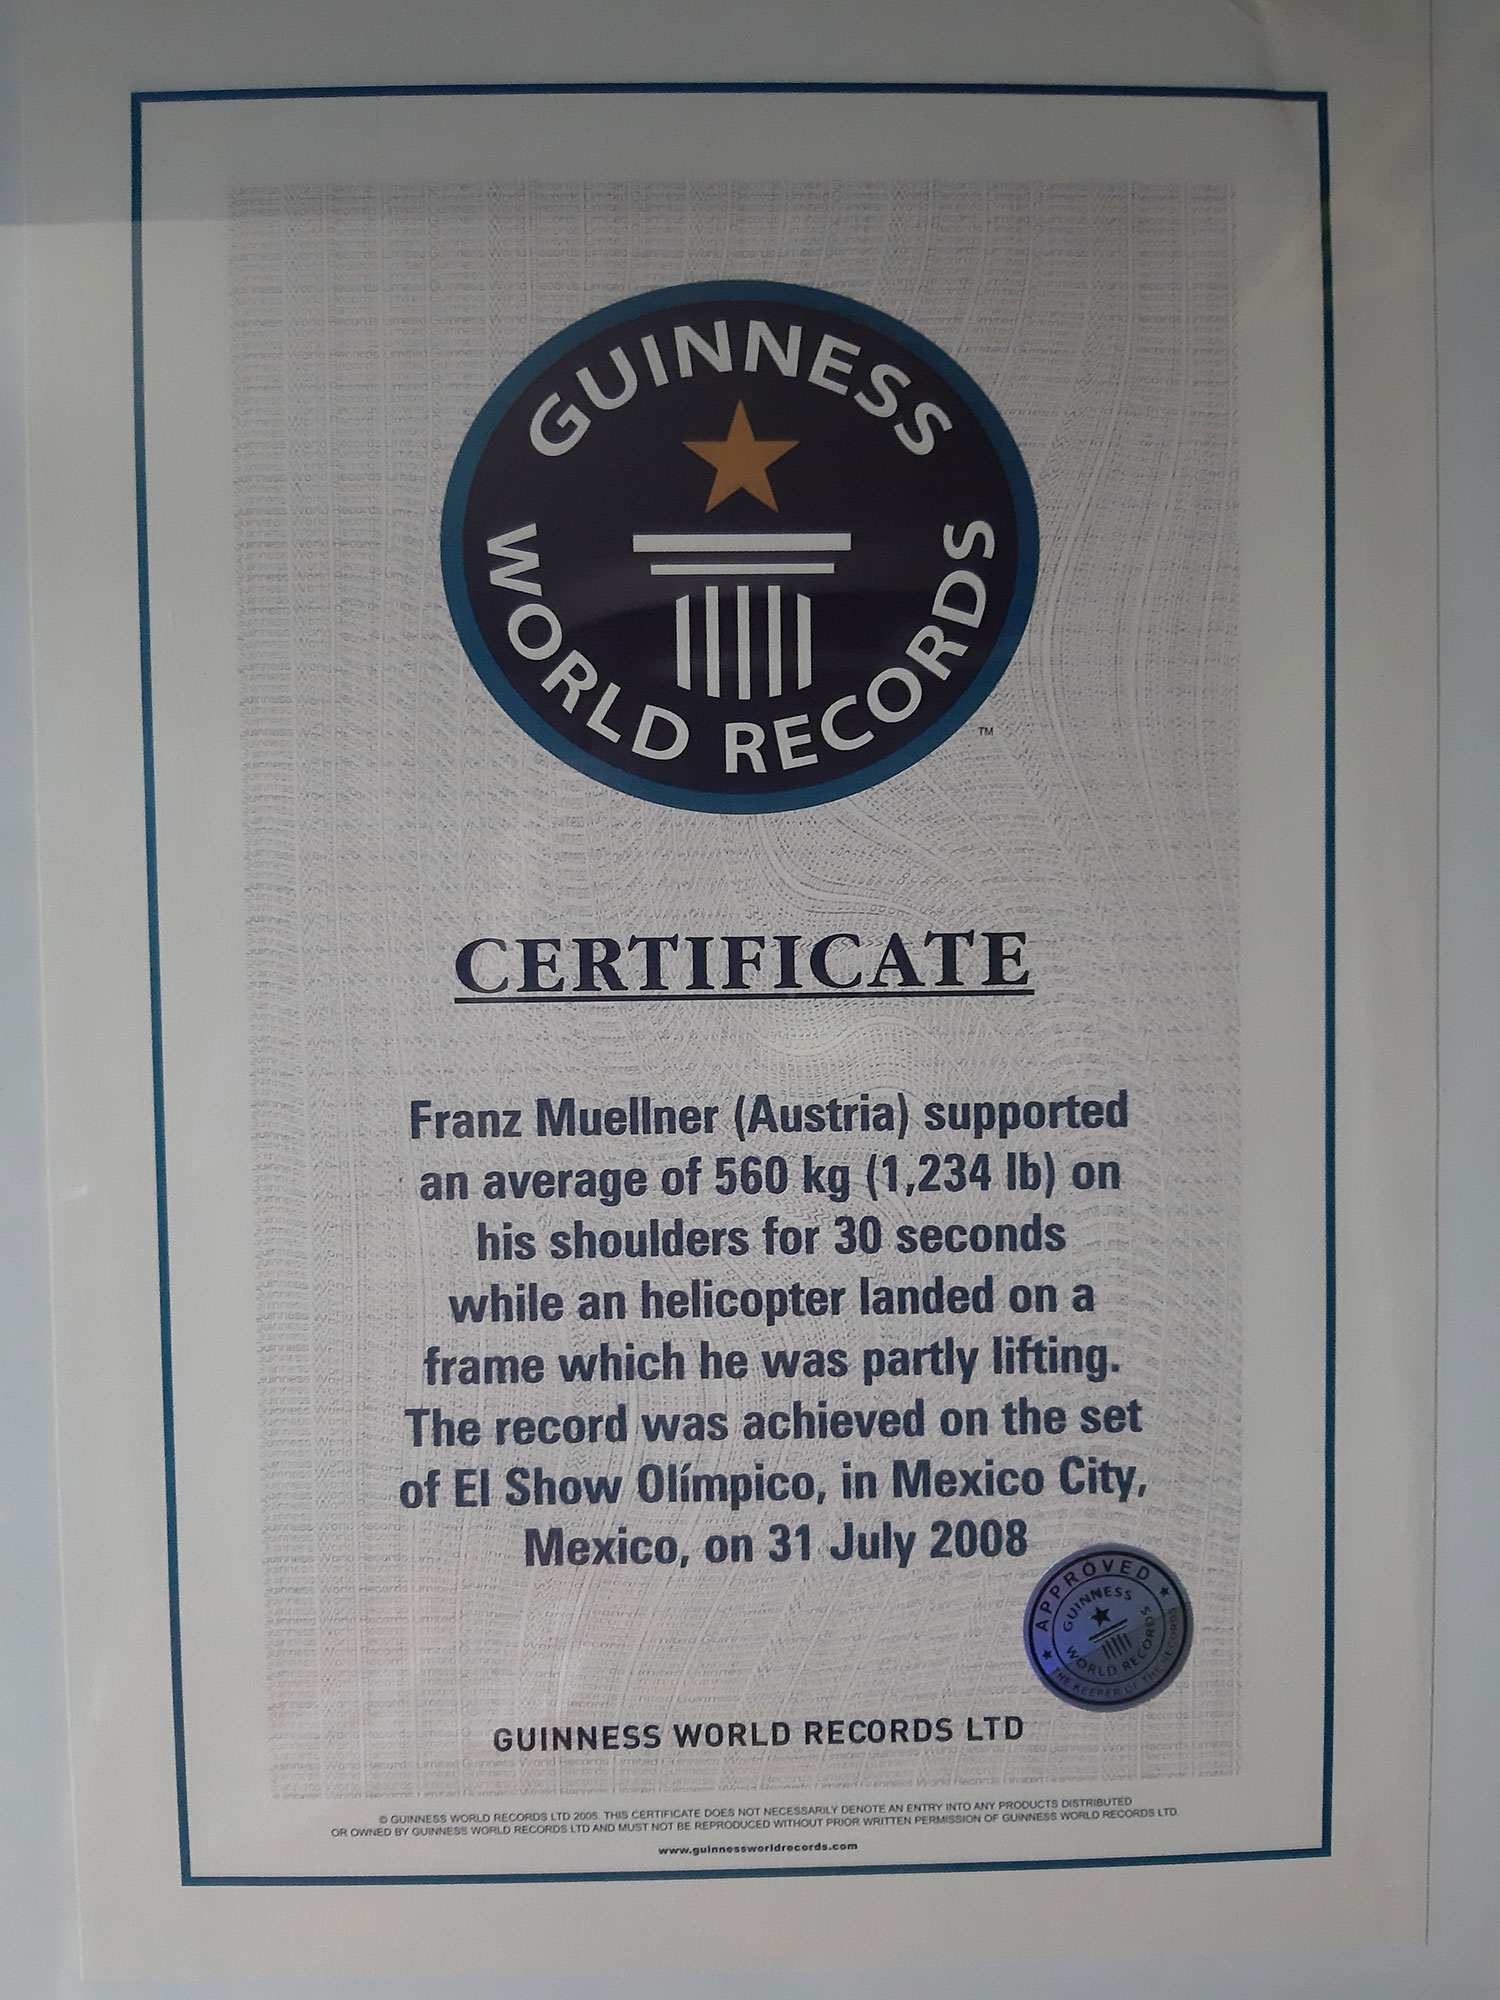 GUINNESS
WORLD RECORDS
TM
CERTIFICATE
Franz Muellner (Austria) supported
an average of 560 kg (1,234 lb) on
his shoulders for 30 seconds
while an helicopter landed on a
frame which he was partly lifting.
The record was achieved on the set
of El Show Olímpico, in Mexico City,
Mexico, on 31 July 2008
APPROVED
GUINNESS
WORLD RECORDS
THE KEEPER OF THE RECORDS
GUINNESS WORLD RECORDS LTD
© GUINNESS WORLD RECORDS LTD 2005. THIS CERTIFICATE DOES NOT NECESSARILY DENOTE AN ENTRY INTO ANY PRODUCTS DISTRIBUTED
OR OWNED BY GUINNESS WORLD RECORDS LTD AND MUST NOT BE REPRODUCED WITHOUT PRIOR WRITTEN PERMISSION OF GUINNESS WORLD RECORDS LTD.
www.guinnessworldrecords.com